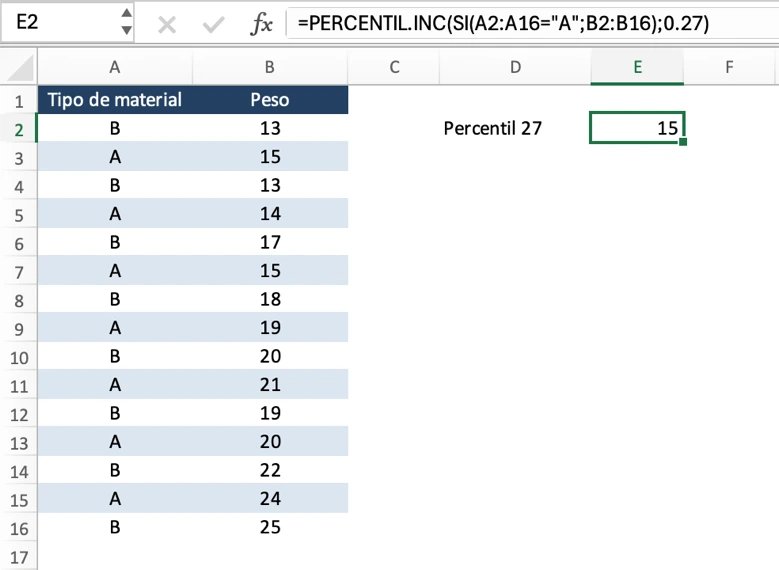 E2 fx =PERCENTIL.INC(SI(A2:A16="A";B2:B16);0.27)
A B C D E F
1 Tipo de material Peso
2 B 13 Percentil 27 15
3 A 15
4 B 13
5 A 14
6 B 17
7 A 15
8 B 18
9 A 19
10 B 20
11 A 21
12 B 19
13 A 20
14 B 22
15 A 24
16 B 25
17